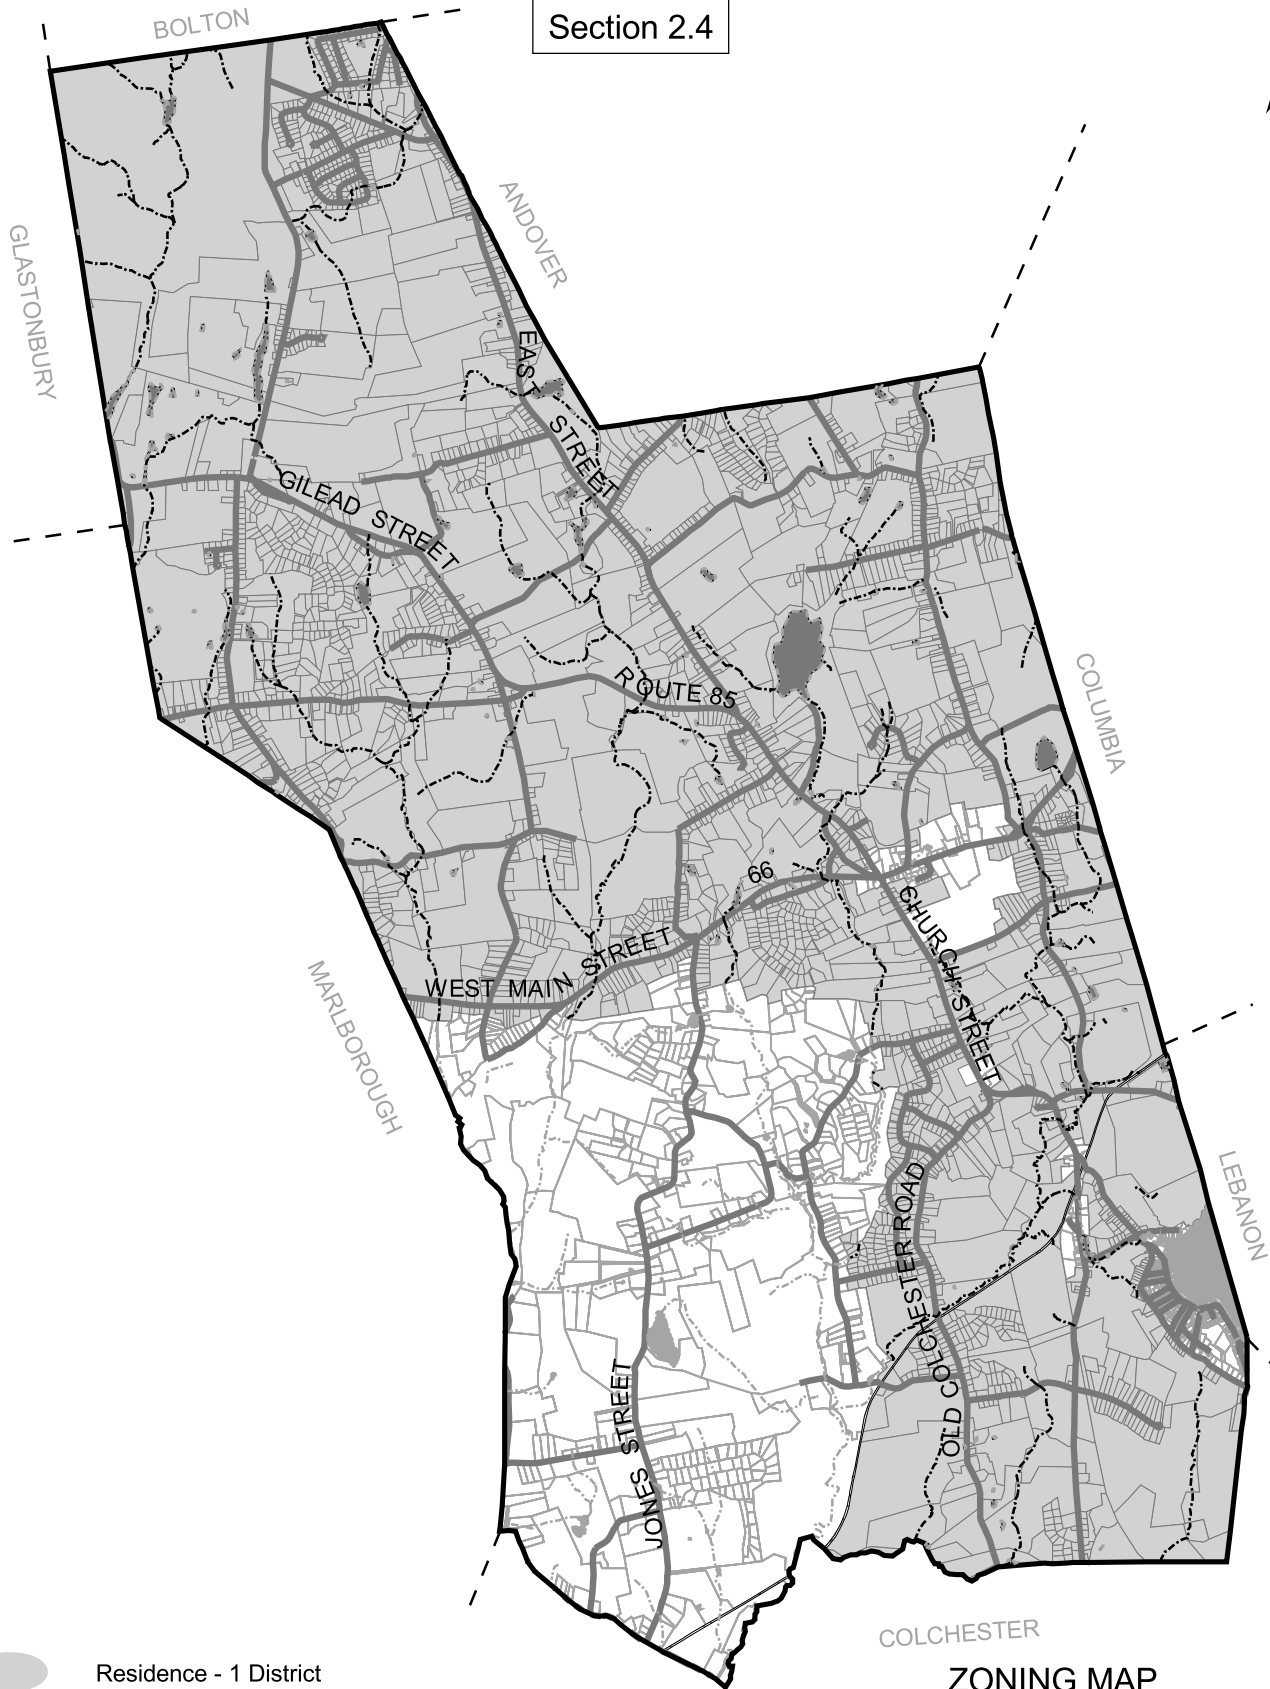 BOLTON
Section 2.4
ANDOVER
GLASTONBURY
EAST STREET
GILEAD STREET
ROUTE 85
COLUMBIA
66
CHURCH STREET
WEST MAIN STREET
MARLBOROUGH
LEBANON
OLD COLCHESTER ROAD
JONES STREET
COLCHESTER
Residence - 1 District
ZONING MAP